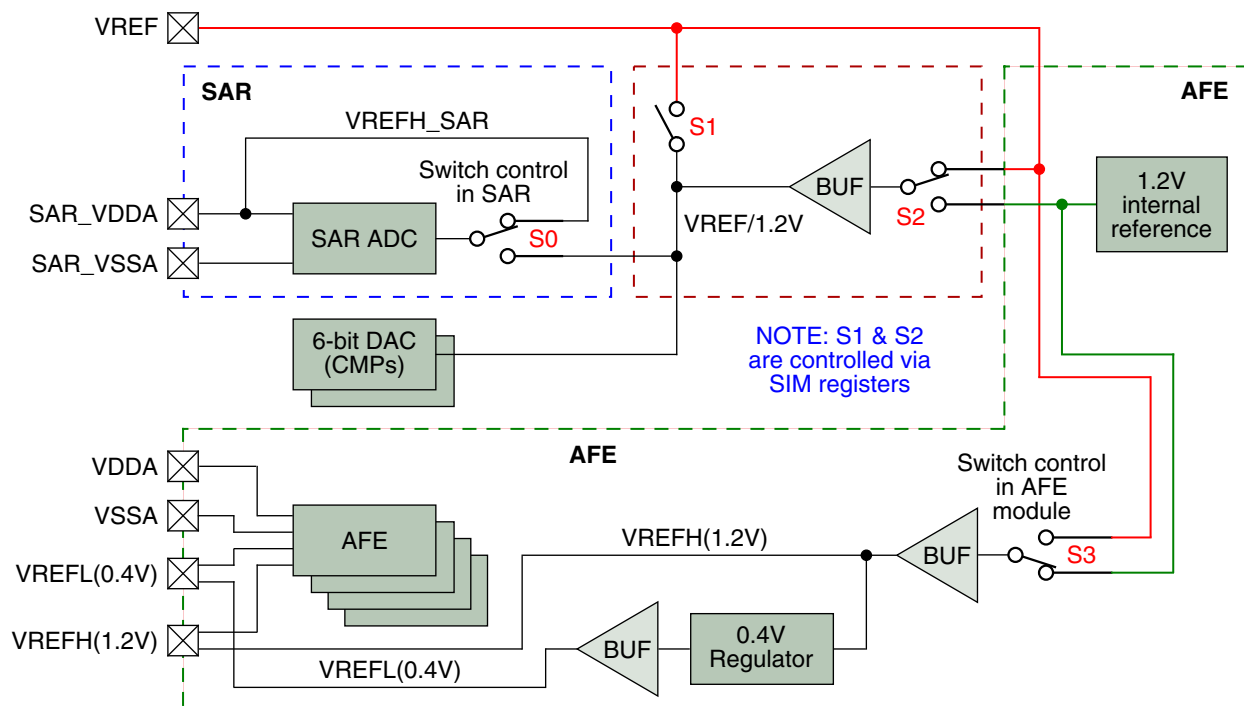 VREF
SAR
AFE
VREFH_SAR
S1
Switch control
in SAR
BUF
1.2V
internal
reference
SAR_VDDA
SAR ADC
S0
VREF/1.2V
S2
SAR_VSSA
6-bit DAC
(CMPs)
NOTE: S1 & S2
are controlled via
SIM registers
AFE
VDDA
Switch control
in AFE
module
VSSA
AFE
VREFH(1.2V)
BUF
S3
VREFL(0.4V)
VREFH(1.2V)
BUF
0.4V
Regulator
VREFL(0.4V)